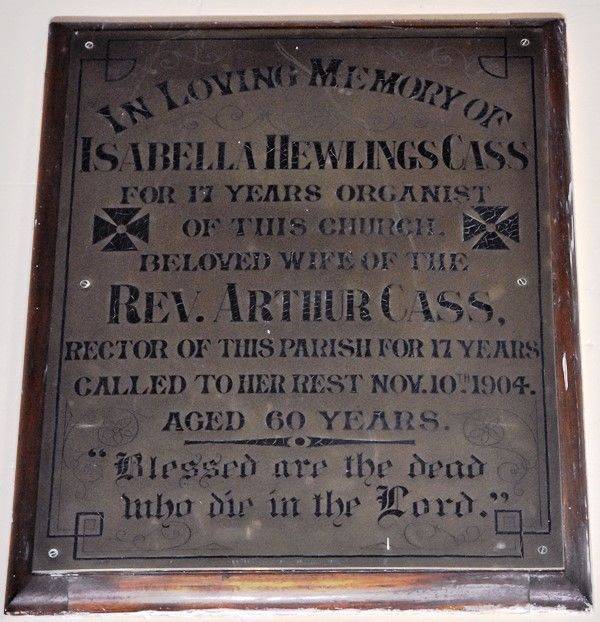 IN LOVING MEMORY OF
ISABELLA HEWLINGS CASS
FOR 17 YEARS ORGANIST
OF THIS CHURCH.
BELOVED WIFE OF THE
REV. ARTHUR CASS,
RECTOR OF THIS PARISH FOR 17 YEARS
CALLED TO HER REST NOV. 10TH 1904.
AGED 60 YEARS.
"Blessed are the dead
who die in the Lord."